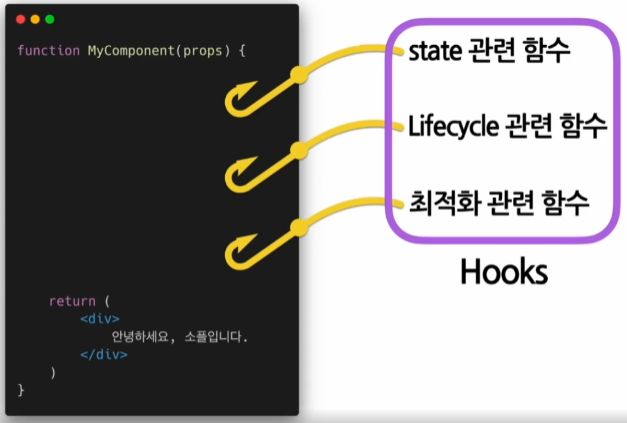 function MyComponent(props) {
return (
<div>
안녕하세요, 소플입니다.
</div>
)
}
state 관련 함수
Lifecycle 관련 함수
최적화 관련 함수
Hooks